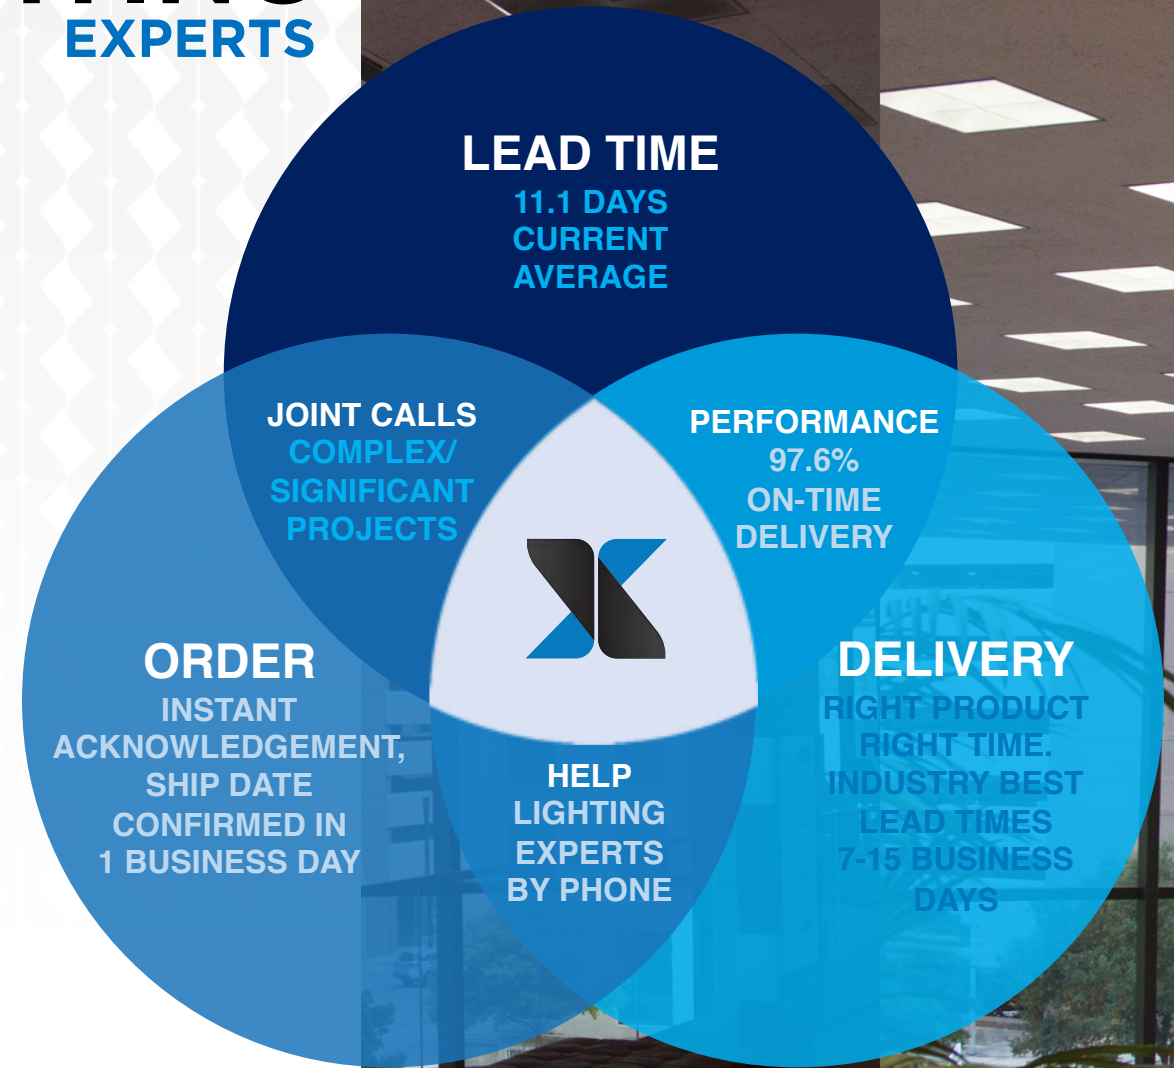 EXPERTS
LEAD TIME
11.1 DAYS
CURRENT
AVERAGE
JOINT CALLS
COMPLEX/
SIGNIFICANT
PROJECTS
PERFORMANCE
97.6%
ON-TIME
DELIVERY
ORDER
INSTANT
ACKNOWLEDGEMENT,
SHIP DATE
CONFIRMED IN
1 BUSINESS DAY
HELP
LIGHTING
EXPERTS
BY PHONE
DELIVERY
RIGHT PRODUCT
RIGHT TIME.
INDUSTRY BEST
LEAD TIMES
7-15 BUSINESS
DAYS